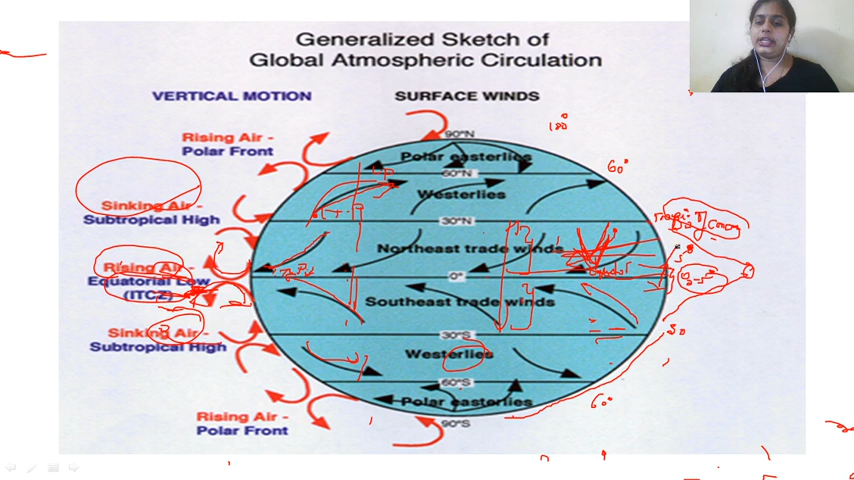 Generalized Sketch of
Global Atmospheric Circulation
VERTICAL MOTION
SURFACE WINDS
Rising Air -
Polar Front
Sinking Air -
Subtropical High
Rising Air -
Equatorial Low
(ITCZ)
Sinking Air -
Subtropical High
Rising Air -
Polar Front
90°N
Polar easterlies
60°N
Westerlies
30°N
Northeast trade winds
0°
Southeast trade winds
30°S
Westerlies
60°S
Polar easterlies
90°S
180°
60°
5°
30
60°